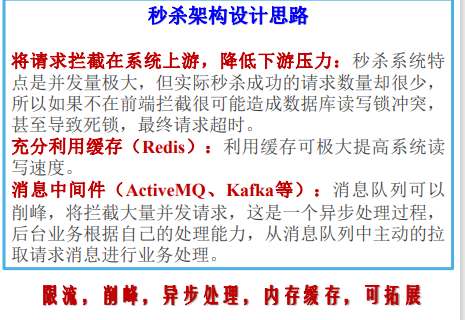 秒杀架构设计思路
将请求拦截在系统上游，降低下游压力：秒杀系统特
点是并发量极大，但实际秒杀成功的请求数量却很少，
所以如果不在前端拦截很可能造成数据库读写锁冲突，
甚至导致死锁，最终请求超时。
充分利用缓存（Redis）：利用缓存可极大提高系统读
写速度。
消息中间件（ActiveMQ、Kafka等）：消息队列可以
削峰，将拦截大量并发请求，这是一个异步处理过程，
后台业务根据自己的处理能力，从消息队列中主动的拉
取请求消息进行业务处理。
限流，削峰，异步处理，内存缓存，可拓展